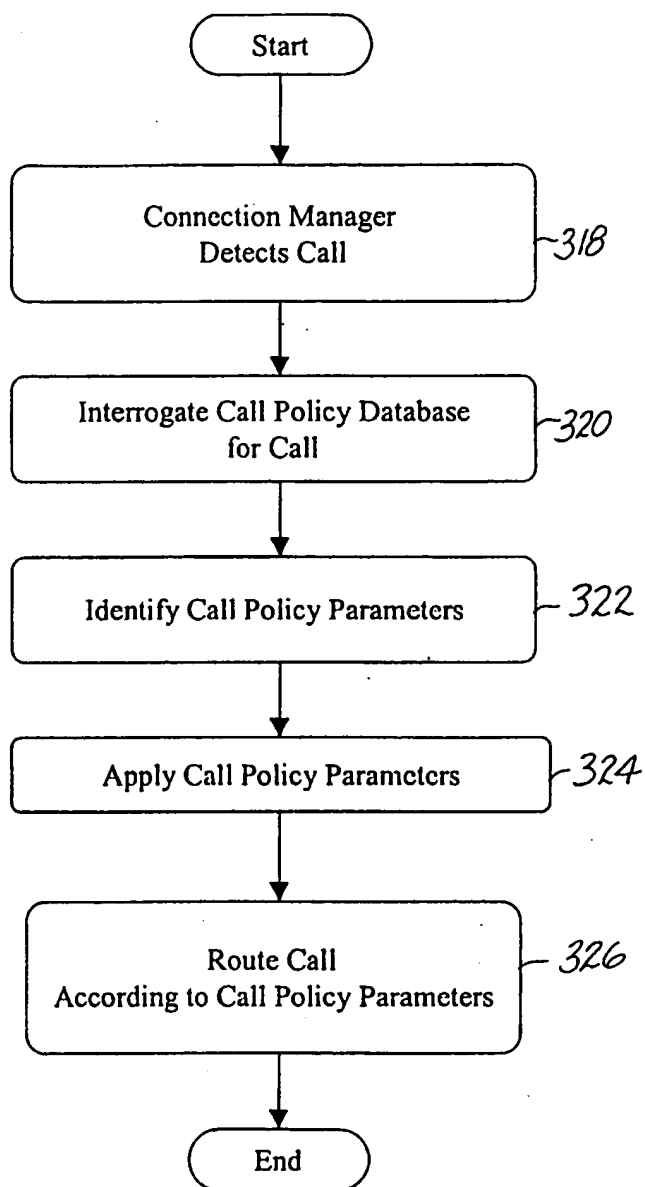 Start
Connection Manager
Detects Call
318
Interrogate Call Policy Database
for Call
320
Identify Call Policy Parameters
322
Apply Call Policy Parameters
324
Route Call
According to Call Policy Parameters
326
End